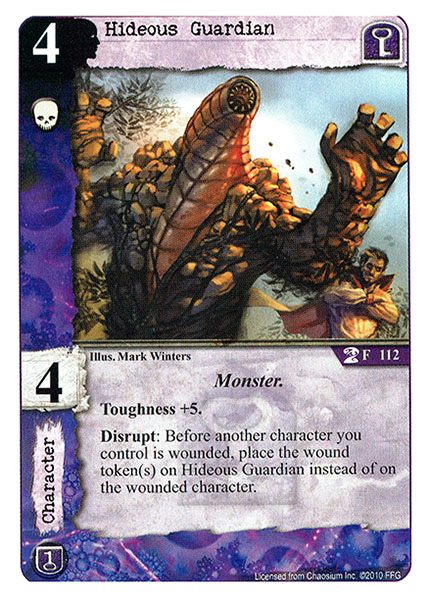 4
Hideous Guardian
Illus. Mark Winters
F 112
4
Monster.
Toughness +5.
Disrupt: Before another character you
control is wounded, place the wound
token(s) on Hideous Guardian instead of on
the wounded character.
Character
1
Licensed from Chaosium Inc. ©2010 FFG